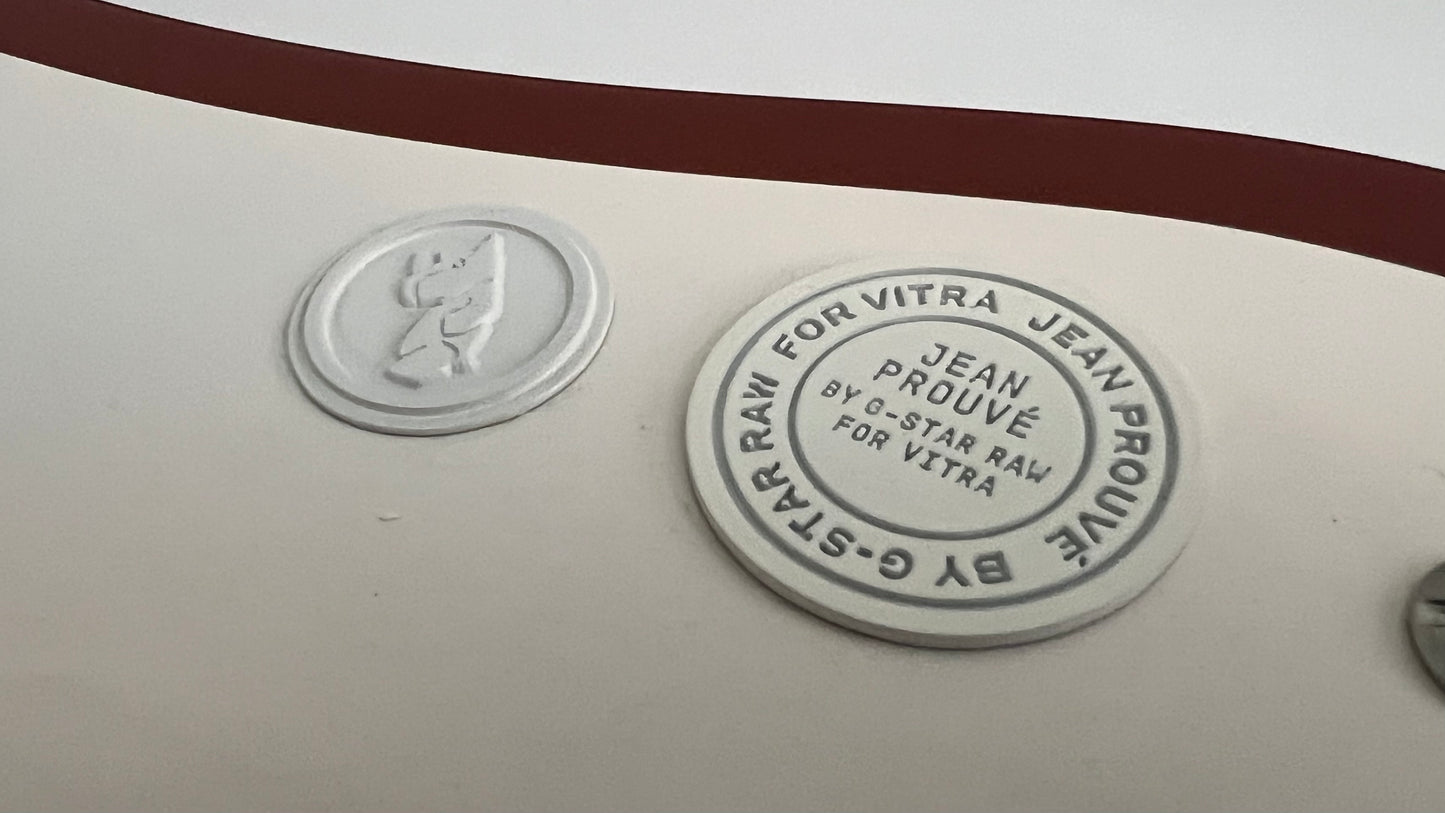 JEAN PROUVÉ BY G-STAR RAW FOR VITRA
JEAN
PROUVÉ
BY G-STAR RAW
FOR VITRA